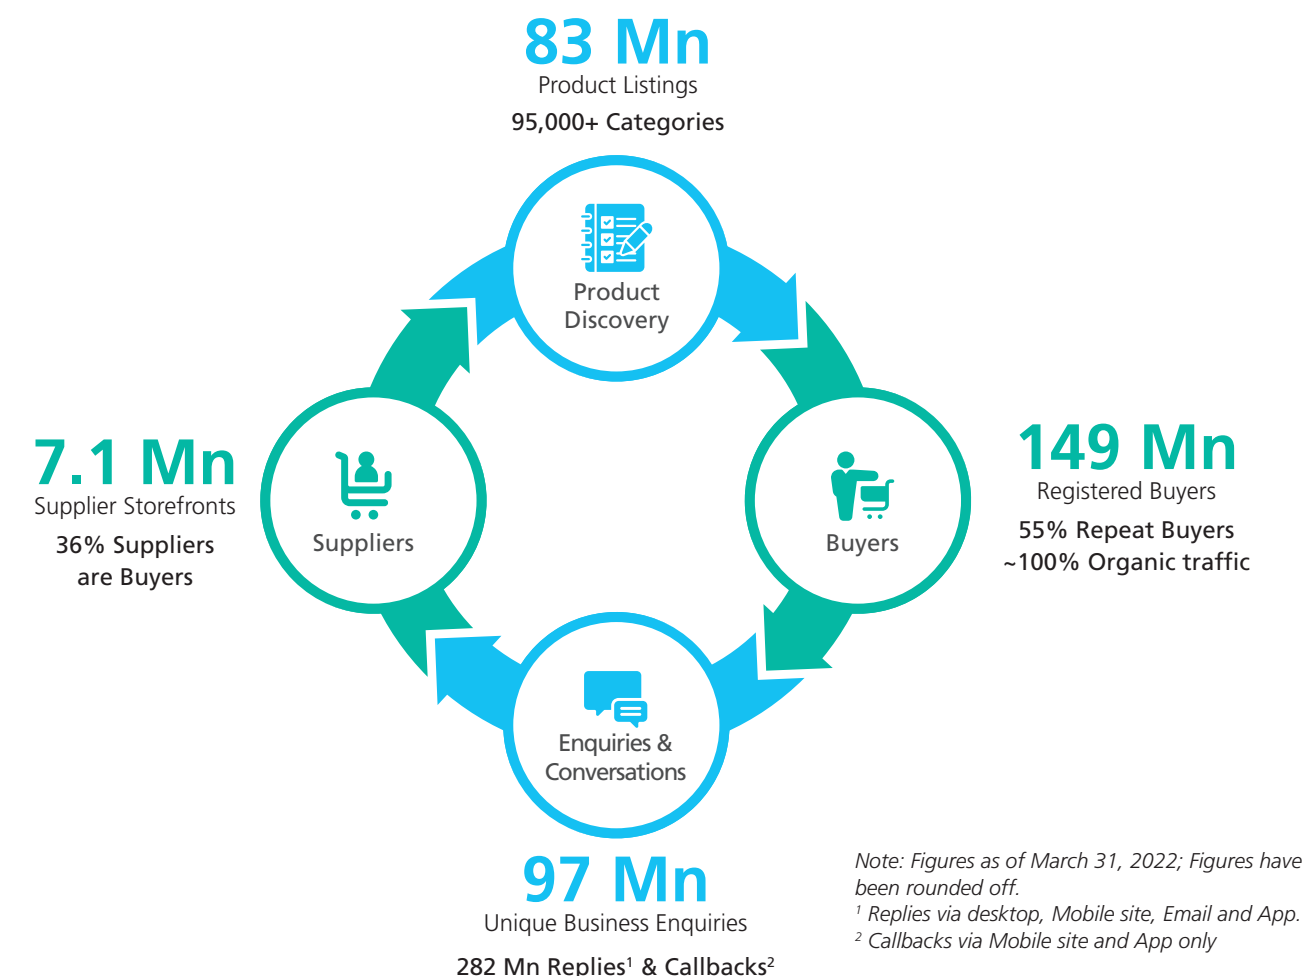 83 Mn
Product Listings
95,000+ Categories
Product
Discovery
7.1 Mn
Supplier Storefronts
36% Suppliers
are Buyers
Suppliers
Buyers
149 Mn
Registered Buyers
55% Repeat Buyers
~100% Organic traffic
Enquiries &
Conversations
97 Mn
Unique Business Enquiries
282 Mn Replies¹ & Callbacks²
Note: Figures as of March 31, 2022; Figures have
been rounded off.
¹ Replies via desktop, Mobile site, Email and App.
² Callbacks via Mobile site and App only